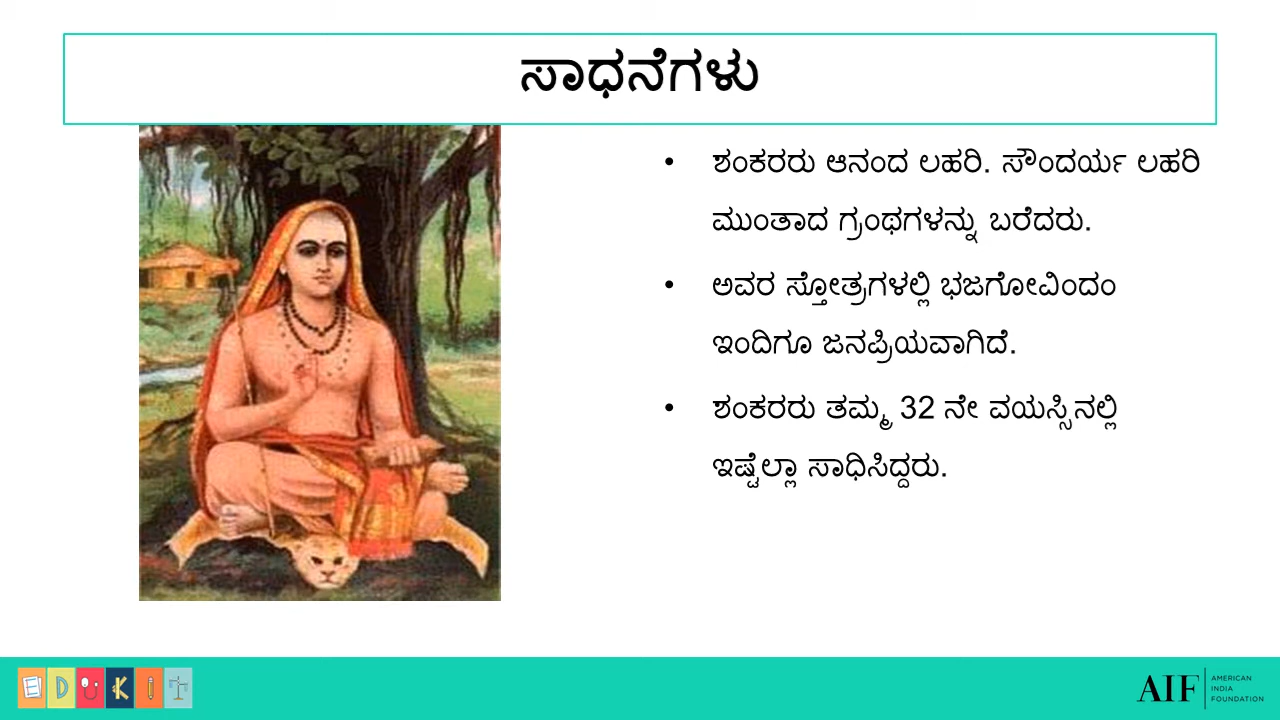 ಸಾಧನೆಗಳು
• ಶಂಕರರು ಆನಂದ ಲಹರಿ. ಸೌಂದರ್ಯ ಲಹರಿ
ಮುಂತಾದ ಗ್ರಂಥಗಳನ್ನು ಬರೆದರು.
• ಅವರ ಸ್ತೋತ್ರಗಳಲ್ಲಿ ಭಜಗೋವಿಂದಂ
ಇಂದಿಗೂ ಜನಪ್ರಿಯವಾಗಿದೆ.
• ಶಂಕರರು ತಮ್ಮ 32 ನೇ ವಯಸ್ಸಿನಲ್ಲಿ
ಇಷ್ಟೆಲ್ಲಾ ಸಾಧಿಸಿದ್ದರು.
EDUKIT
AIF
AMERICAN
INDIA
FOUNDATION